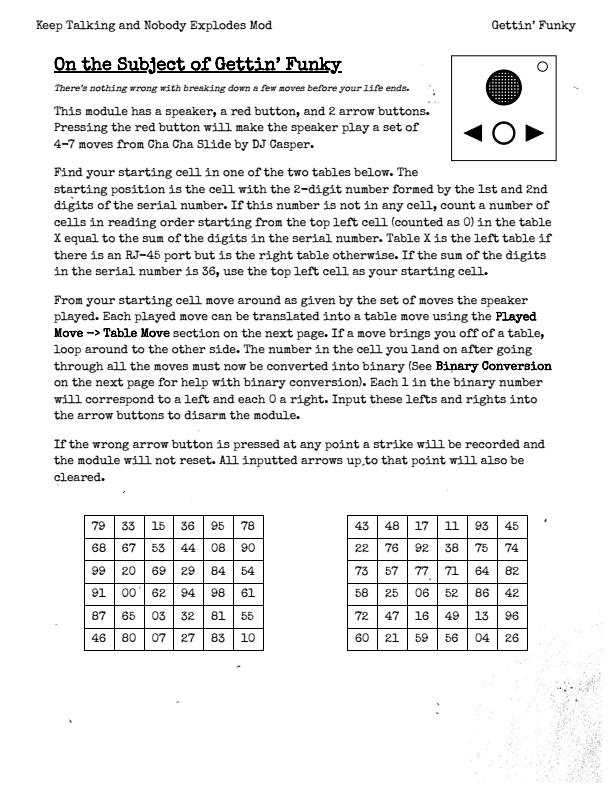 Keep Talking and Nobody Explodes Mod Gettin' Funky
On the Subject of Gettin' Funky
There's nothing wrong with breaking down a few moves before your life ends.
This module has a speaker, a red button, and 2 arrow buttons.
Pressing the red button will make the speaker play a set of
4-7 moves from Cha Cha Slide by DJ Casper.
Find your starting cell in one of the two tables below. The
starting position is the cell with the 2-digit number formed by the 1st and 2nd
digits of the serial number. If this number is not in any cell, count a number of
cells in reading order starting from the top left cell (counted as 0) in the table
X equal to the sum of the digits in the serial number. Table X is the left table if
there is an RJ-45 port but is the right table otherwise. If the sum of the digits
in the serial number is 36, use the top left cell as your starting cell.
From your starting cell move around as given by the set of moves the speaker
played. Each played move can be translated into a table move using the Played
Move -> Table Move section on the next page. If a move brings you off of a table,
loop around to the other side. The number in the cell you land on after going
through all the moves must now be converted into binary (See Binary Conversion
on the next page for help with binary conversion). Each 1 in the binary number
will correspond to a left and each 0 a right. Input these lefts and rights into
the arrow buttons to disarm the module.
If the wrong arrow button is pressed at any point a strike will be recorded and
the module will not reset. All inputted arrows up to that point will also be
cleared.
79 33 15 36 95 78
68 67 53 44 08 90
99 20 69 29 84 54
91 00 62 94 98 61
87 65 03 32 81 55
46 80 07 27 83 10
43 48 17 11 93 45
22 76 92 38 75 74
73 57 77 71 64 82
58 25 06 52 86 42
72 47 16 49 13 96
60 21 59 56 04 26